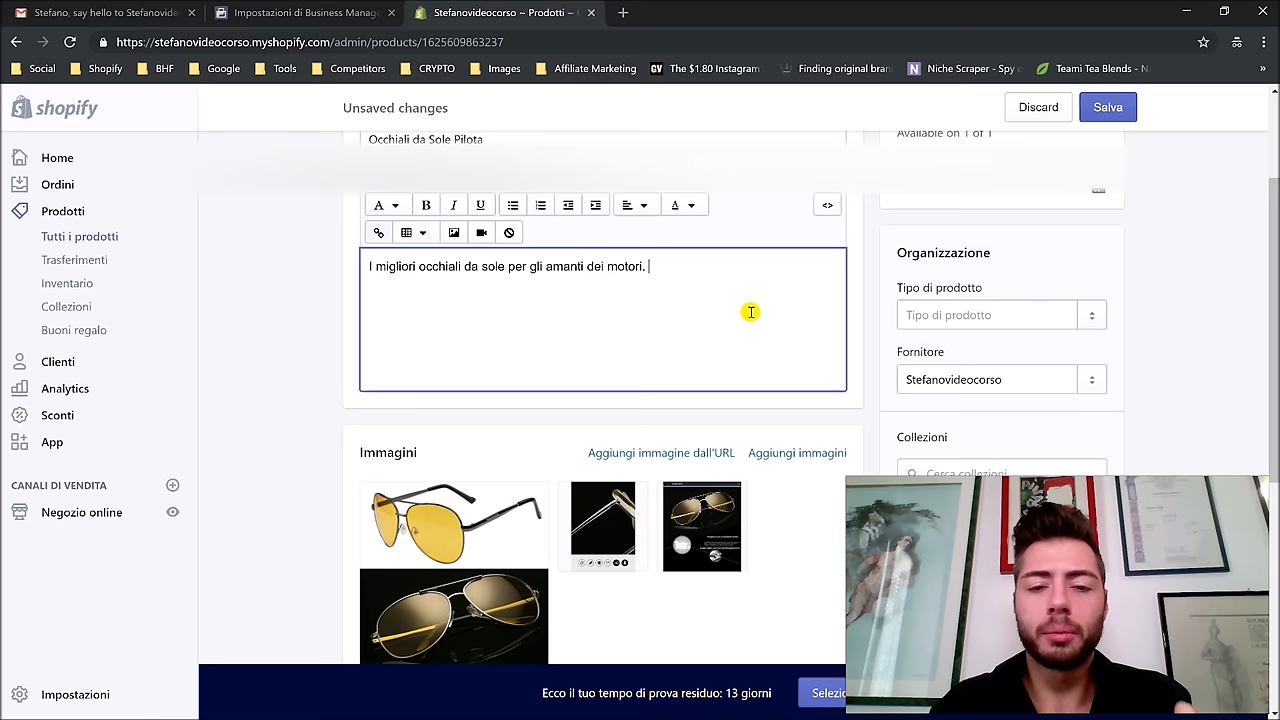 Stefano, say hello to Stefanovide
Impostazioni di Business Manag
Stefanovideocorso ~ Prodotti ~
https://stefanovideocorso.myshopify.com/admin/products/1625609863237
Social
Shopify
BHF
Google
Tools
Competitors
CRYPTO
Images
Affiliate Marketing
GV
The $1.80 Instagram
Finding original bran
N
Niche Scraper - Spy
Teami Tea Blends - N
»
shopify
Unsaved changes
Discard
Salva
Home
Ordini
Prodotti
Tutti i prodotti
Trasferimenti
Inventario
Collezioni
Buoni regalo
Clienti
Analytics
Sconti
App
CANALI DI VENDITA
Negozio online
Impostazioni
Occhiali da Sole Pilota
A
B
I
U
A
<>
I migliori occhiali da sole per gli amanti dei motori.
Immagini
Aggiungi immagine dall'URL
Aggiungi immagini
Available on 1 of 1
Organizzazione
Tipo di prodotto
Tipo di prodotto
Fornitore
Stefanovideocorso
Collezioni
Cerca collezioni
Ecco il tuo tempo di prova residuo: 13 giorni
Selezio